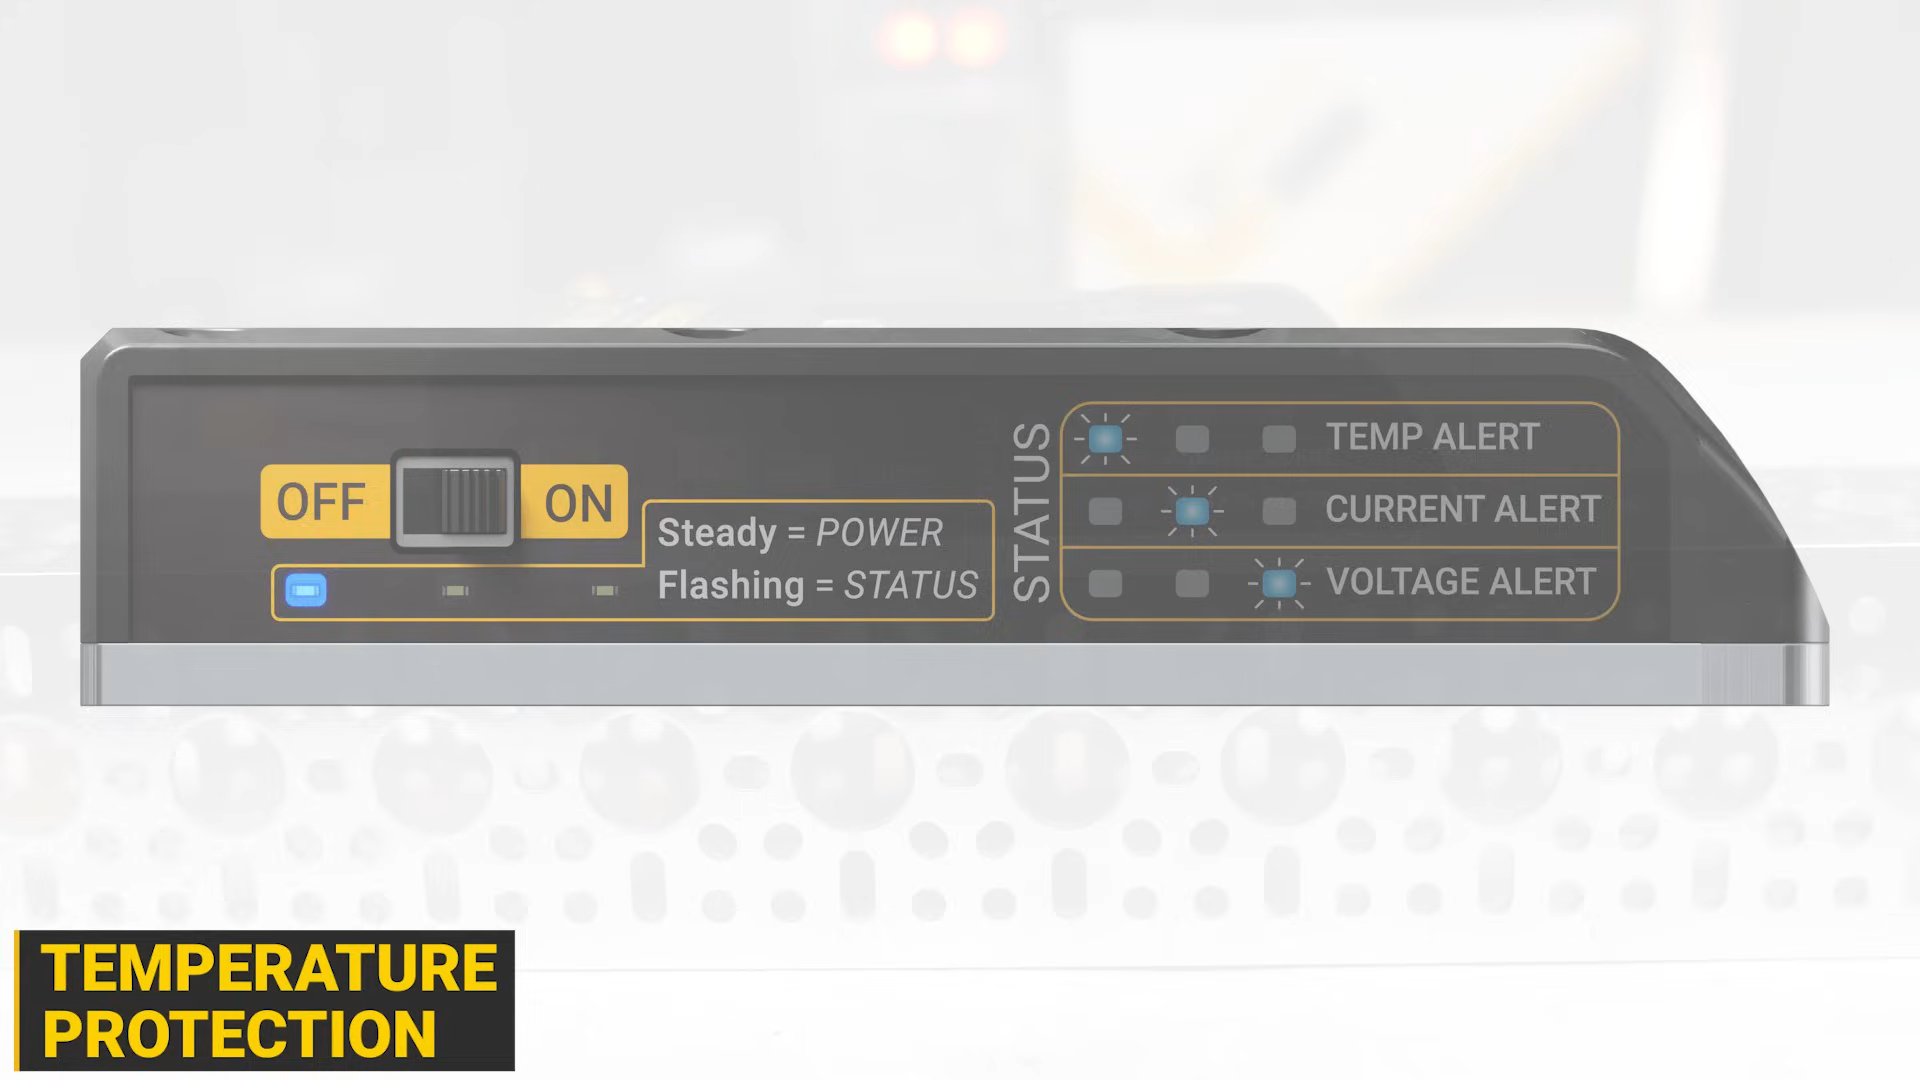 OFF
ON
Steady = POWER
Flashing = STATUS
STATUS
TEMP ALERT
CURRENT ALERT
VOLTAGE ALERT
TEMPERATURE
PROTECTION